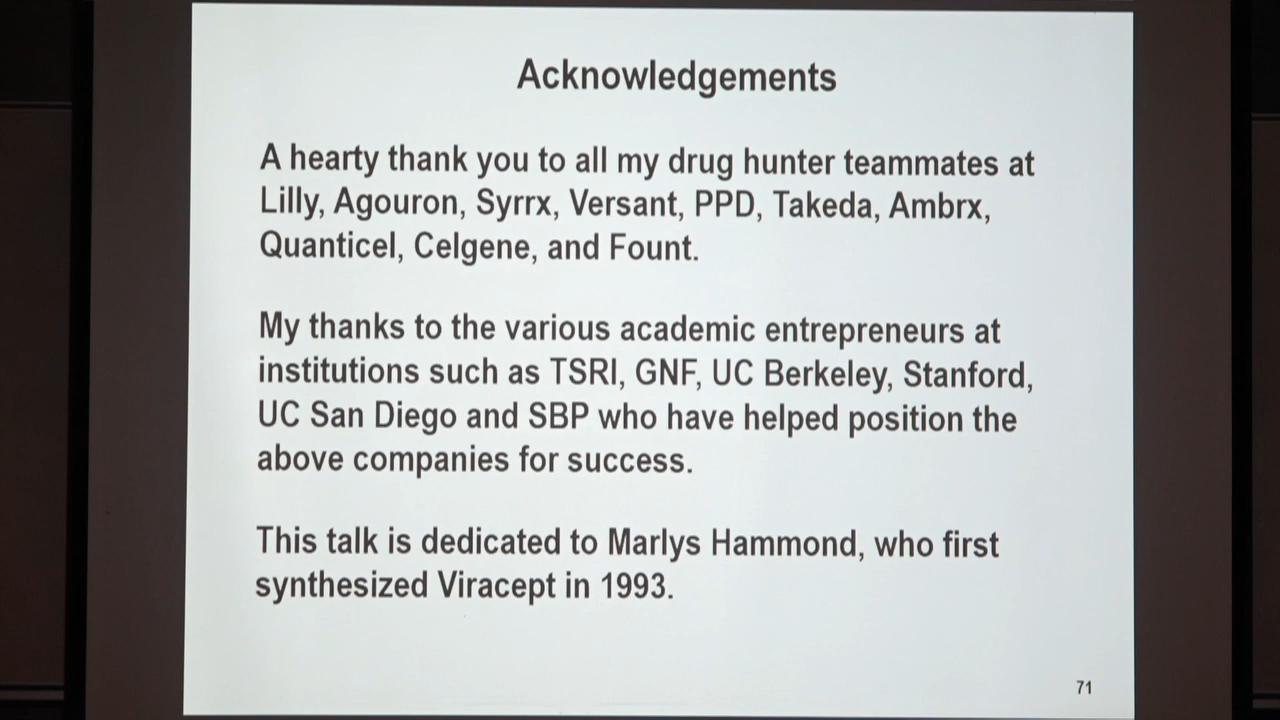 Acknowledgements
A hearty thank you to all my drug hunter teammates at
Lilly, Agouron, Syrrx, Versant, PPD, Takeda, Ambrx,
Quanticel, Celgene, and Fount.
My thanks to the various academic entrepreneurs at
institutions such as TSRI, GNF, UC Berkeley, Stanford,
UC San Diego and SBP who have helped position the
above companies for success.
This talk is dedicated to Marlys Hammond, who first
synthesized Viracept in 1993.
71